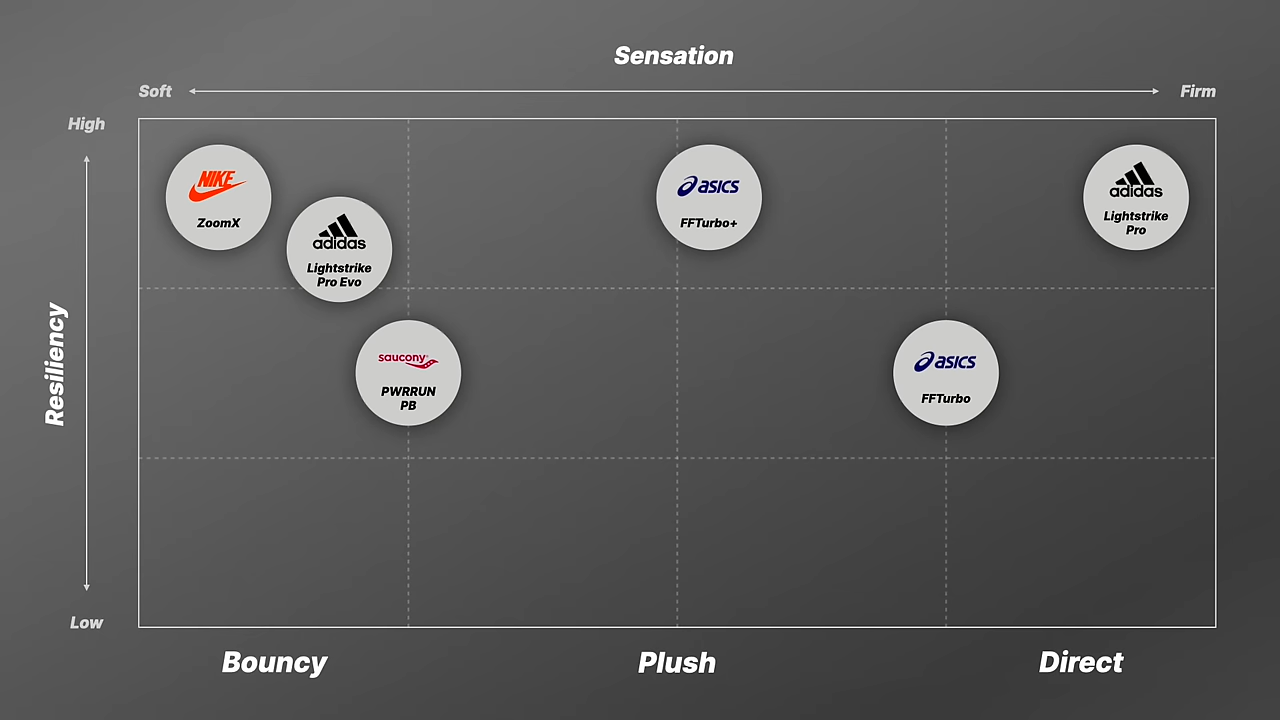 Sensation
Soft
Firm
High
NIKE
ZoomX
adidas
Lightstrike
Pro Evo
asics
FFTurbo+
adidas
Lightstrike
Pro
Resiliency
saucony
PWRRUN
PB
asics
FFTurbo
Low
Bouncy
Plush
Direct